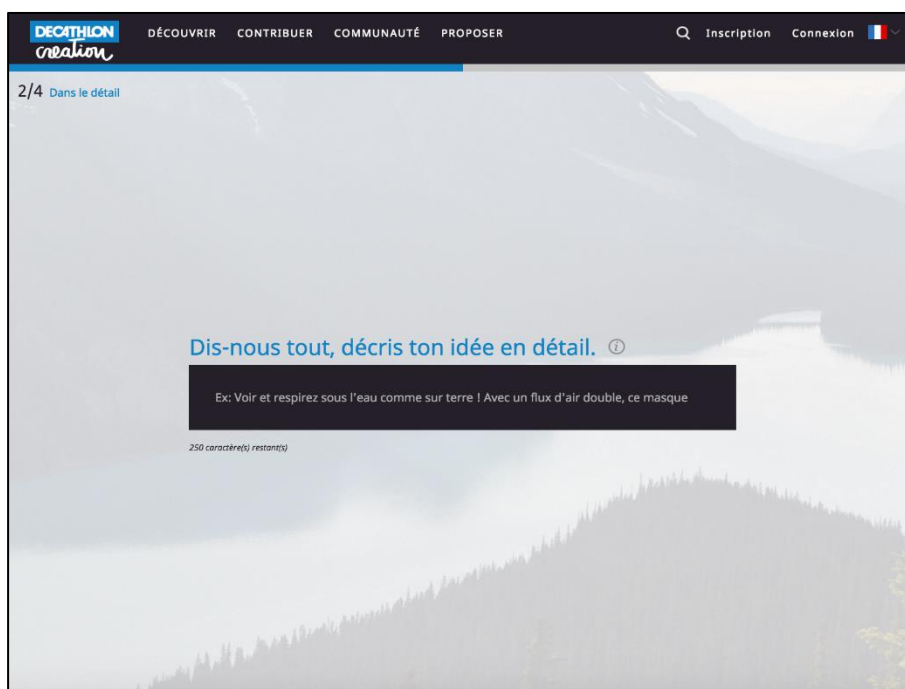 DECATHLON
creation
DÉCOUVRIR CONTRIBUER COMMUNAUTÉ PROPOSER Inscription Connexion
2/4 Dans le détail
Dis-nous tout, décris ton idée en détail. i
Ex: Voir et respirez sous l'eau comme sur terre ! Avec un flux d'air double, ce masque
250 caractère(s) restant(s)